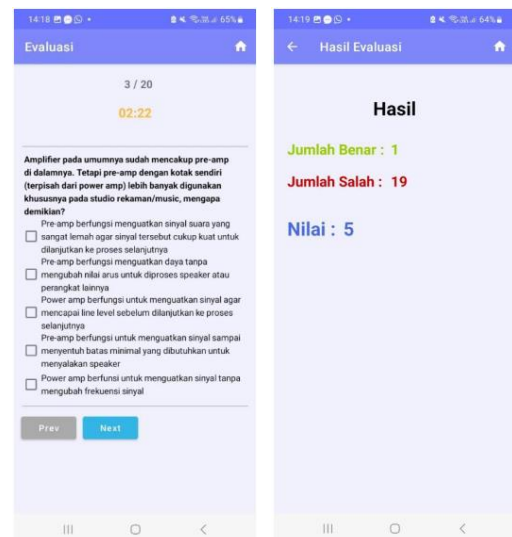 14.18
65%
Evaluasi
3 / 20
02:22
Amplifier pada umumnya sudah mencakup pre-amp
di dalamnya. Tetapi pre-amp dengan kotak sendiri
(terpisah dari power amp) lebih banyak digunakan
khususnya pada studio rekaman/music, mengapa
demikian?
Pre-amp berfungsi menguatkan sinyal suara yang
sangat lemah agar sinyal tersebut cukup kuat untuk
dilanjutkan ke proses selanjutnya
Pre-amp berfungsi menguatkan daya tanpa
mengubah nilai arus untuk diproses speaker atau
perangkat lainnya
Power amp berfungsi untuk menguatkan sinyal agar
mencapai line level sebelum dilanjutkan ke proses
selanjutnya
Pre-amp berfungsi untuk menguatkan sinyal sampai
menyentuh batas minimal yang dibutuhkan untuk
menyalakan speaker
Power amp berfunsi untuk menguatkan sinyal tanpa
mengubah frekuensi sinyal
Prev Next
14.19
64%
Hasil Evaluasi
Hasil
Jumlah Benar : 1
Jumlah Salah : 19
Nilai : 5